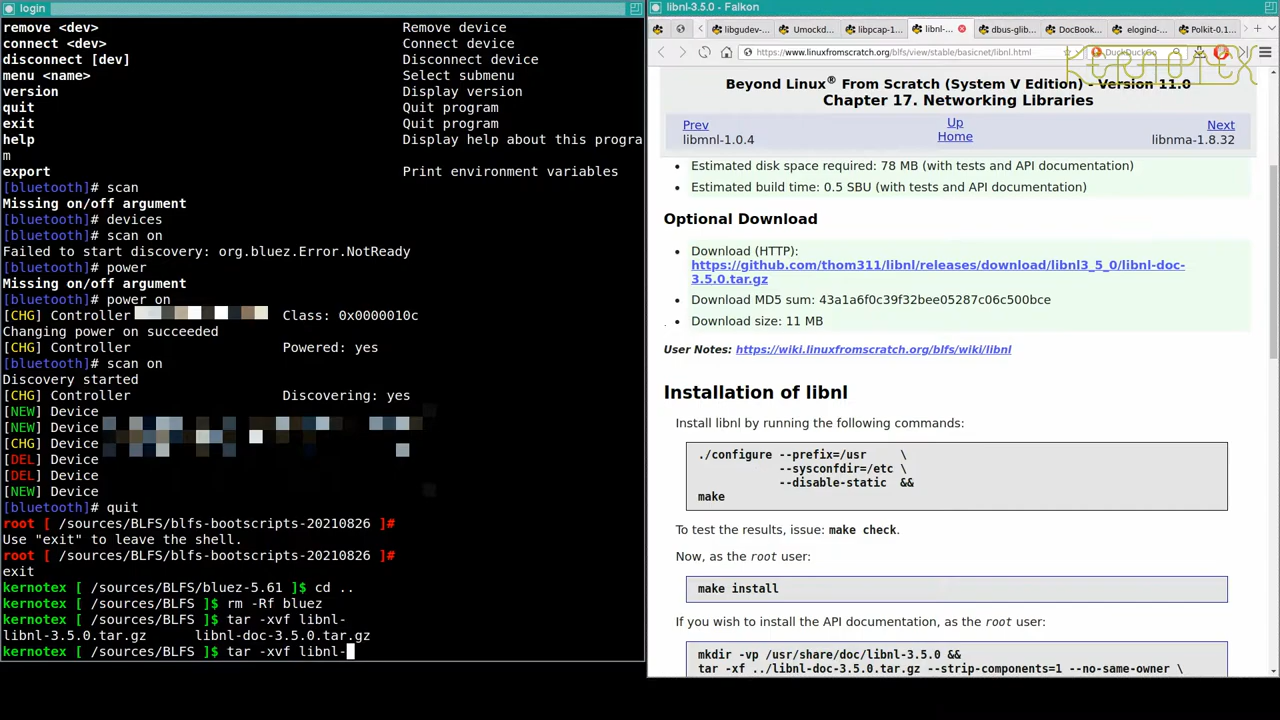 login
remove <dev> Remove device
connect <dev> Connect device
disconnect [dev] Disconnect device
menu <name> Select submenu
version Display version
quit Quit program
exit Quit program
help Display help about this progra
m
export Print environment variables
[bluetooth]# scan
Missing on/off argument
[bluetooth]# devices
[bluetooth]# scan on
Failed to start discovery: org.bluez.Error.NotReady
[bluetooth]# power
Missing on/off argument
[bluetooth]# power on
[CHG] Controller Class: 0x0000010c
Changing power on succeeded
[CHG] Controller Powered: yes
[bluetooth]# scan on
Discovery started
[CHG] Controller Discovering: yes
[NEW] Device
[NEW] Device
[CHG] Device
[DEL] Device
[DEL] Device
[NEW] Device
[bluetooth]# quit
root [ /sources/BLFS/blfs-bootscripts-20210826 ]#
Use "exit" to leave the shell.
root [ /sources/BLFS/blfs-bootscripts-20210826 ]#
exit
kernotex [ /sources/BLFS/bluez-5.61 ]$ cd ..
kernotex [ /sources/BLFS ]$ rm -Rf bluez
kernotex [ /sources/BLFS ]$ tar -xvf libnl-
libnl-3.5.0.tar.gz libnl-doc-3.5.0.tar.gz
kernotex [ /sources/BLFS ]$ tar -xvf libnl-
libnl-3.5.0 - Falkon
libgudev-... Umockd... libpcap-1... libnl-... dbus-glib... DocBook... elogind-... Polkit-0.1...
https://www.linuxfromscratch.org/blfs/view/stable/basicnet/libnl.html DuckDuckGo
KERNOTEX
Beyond Linux® From Scratch (System V Edition) - Version 11.0
Chapter 17. Networking Libraries
Prev Up Next
libmnl-1.0.4 Home libnma-1.8.32
Estimated disk space required: 78 MB (with tests and API documentation)
Estimated build time: 0.5 SBU (with tests and API documentation)
Optional Download
Download (HTTP):
https://github.com/thom311/libnl/releases/download/libnl3_5_0/libnl-doc-
3.5.0.tar.gz
Download MD5 sum: 43a1a6f0c39f32bee05287c06c500bce
Download size: 11 MB
User Notes: https://wiki.linuxfromscratch.org/blfs/wiki/libnl
Installation of libnl
Install libnl by running the following commands:
./configure --prefix=/usr \
--sysconfdir=/etc \
--disable-static &&
make
To test the results, issue: make check.
Now, as the root user:
make install
If you wish to install the API documentation, as the root user:
mkdir -vp /usr/share/doc/libnl-3.5.0 &&
tar -xf ../libnl-doc-3.5.0.tar.gz --strip-components=1 --no-same-owner \